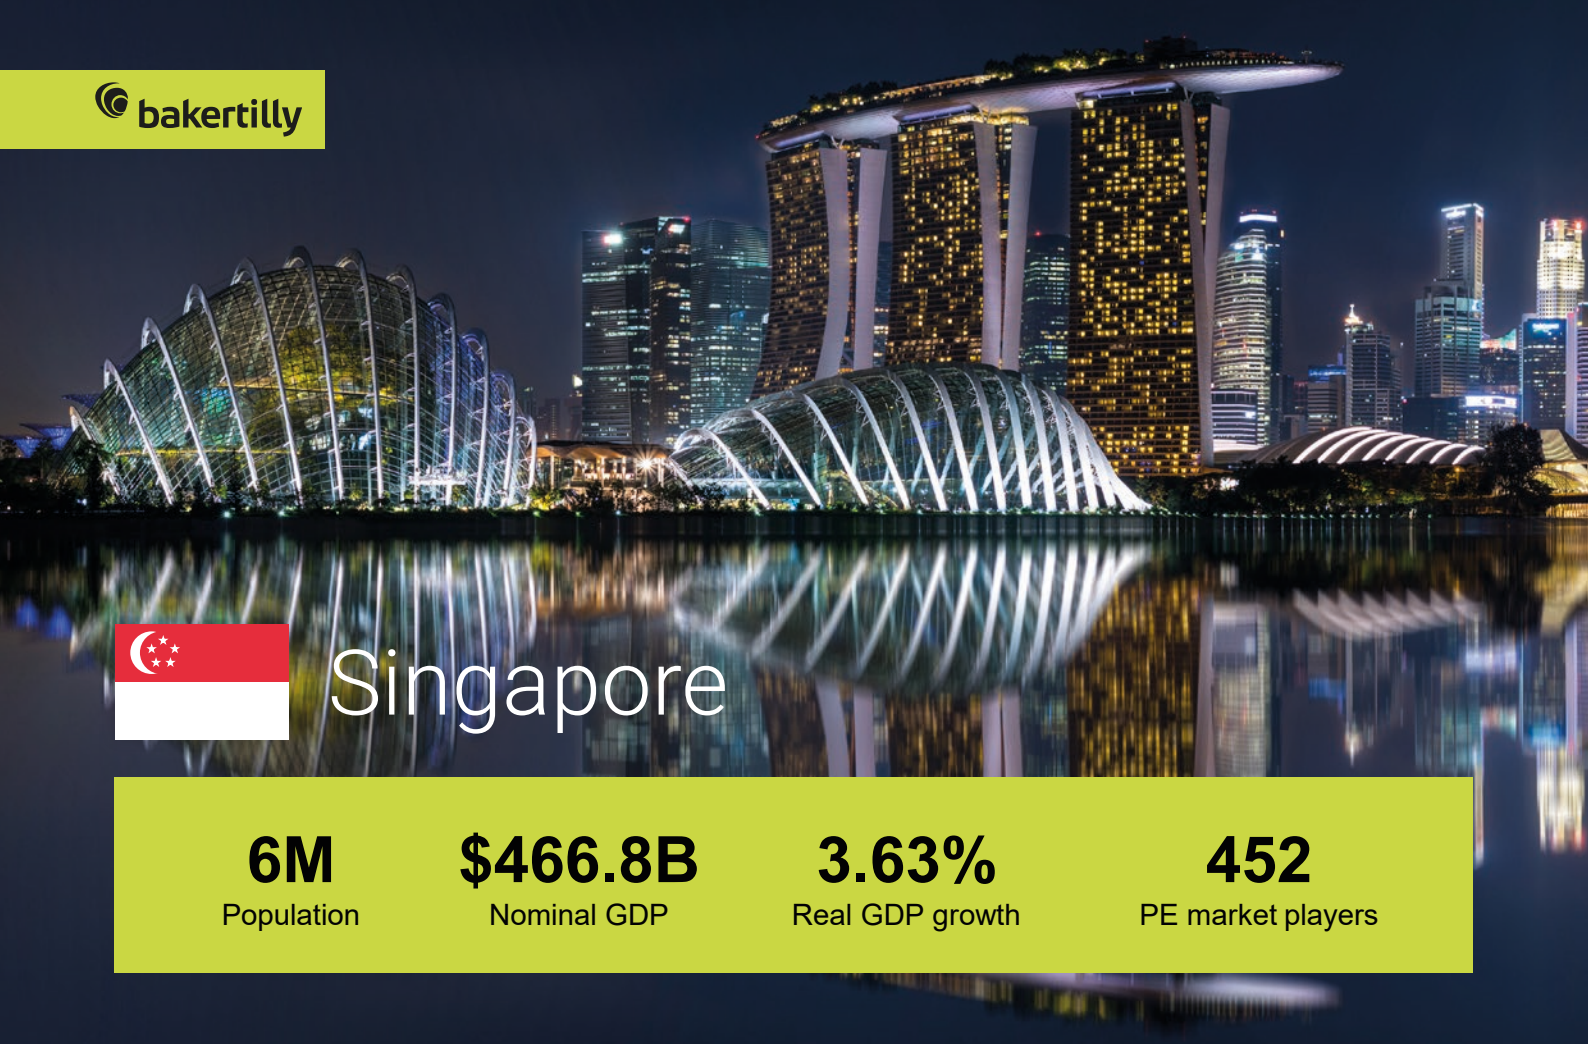 bakertilly
Singapore
6M
Population
$466.8B
Nominal GDP
3.63%
Real GDP growth
452
PE market players